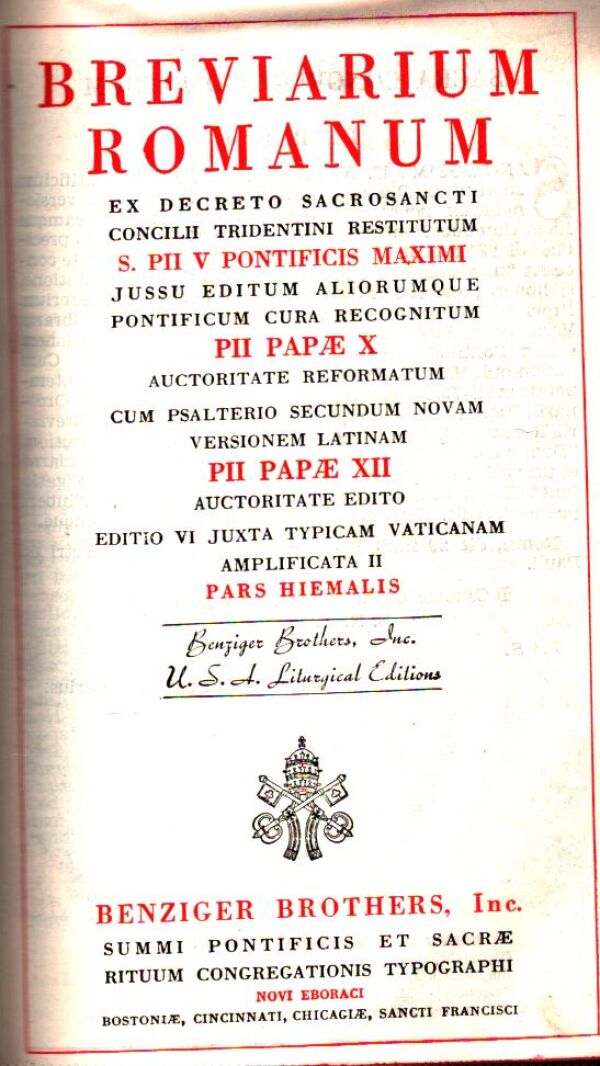 BREVIARIUM
ROMANUM
EX DECRETO SACROSANCTI
CONCILII TRIDENTINI RESTITUTUM
S. PII V PONTIFICIS MAXIMI
JUSSU EDITUM ALIORUMQUE
PONTIFICUM CURA RECOGNITUM
PII PAPÆ X
AUCTORITATE REFORMATUM
CUM PSALTERIO SECUNDUM NOVAM
VERSIONEM LATINAM
PII PAPÆ XII
AUCTORITATE EDITO
EDITIO VI JUXTA TYPICAM VATICANAM
AMPLIFICATA II
PARS HIEMALIS
Benziger Brothers, Inc.
U. S. A. Liturgical Editions
BENZIGER BROTHERS, Inc.
SUMMI PONTIFICIS ET SACRÆ
RITUUM CONGREGATIONIS TYPOGRAPHI
NOVI EBORACI
BOSTONIÆ, CINCINNATI, CHICAGIÆ, SANCTI FRANCISCI